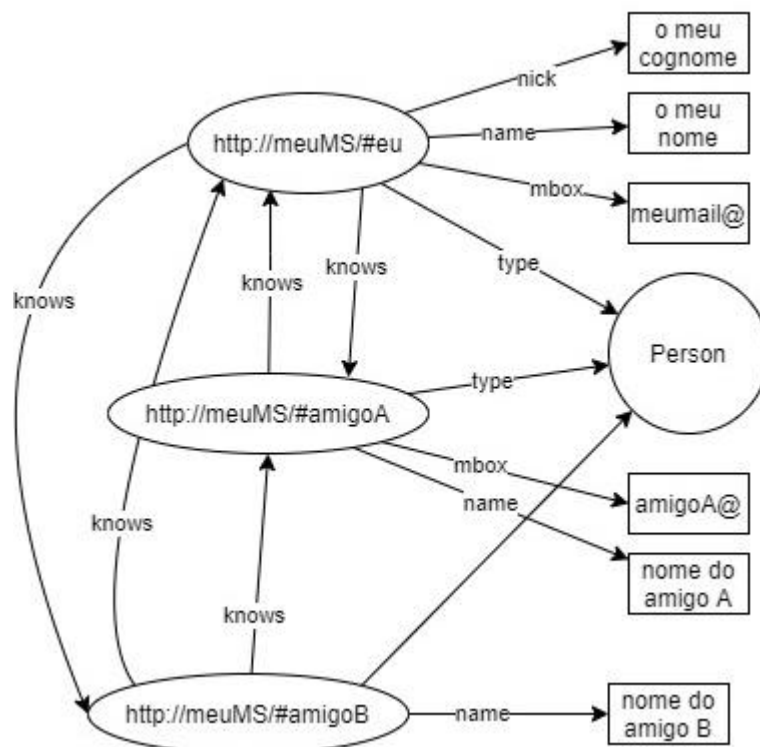 o meu
cognome
nick
http://meuMS/#eu
name
o meu
nome
mbox
meumail@
type
knows
knows
knows
Person
type
http://meuMS/#amigoA
mbox
amigoA@
name
knows
nome do
amigo A
knows
http://meuMS/#amigoB
name
nome do
amigo B